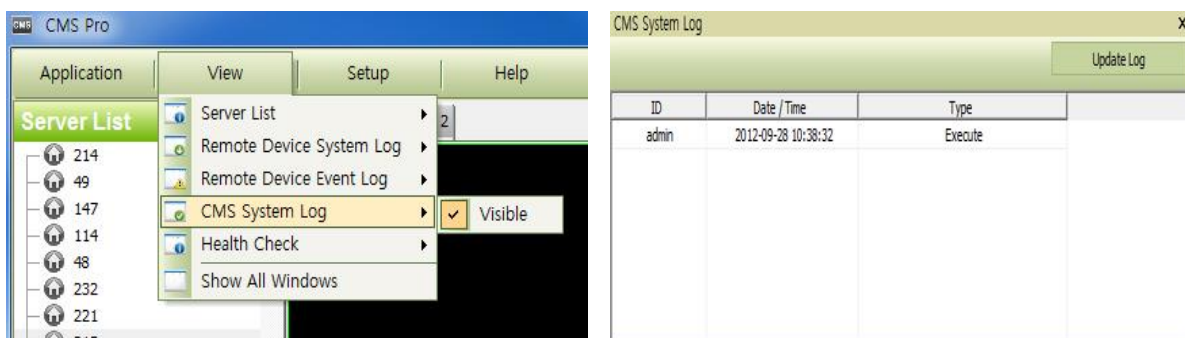 CMS CMS Pro
Application View Setup Help
Server List
Server List
2
Remote Device System Log
Remote Device Event Log
CMS System Log
Visible
Health Check
Show All Windows
214
49
147
114
48
232
221
CMS System Log X
Update Log
ID Date / Time Type
admin 2012-09-28 10:38:32 Execute